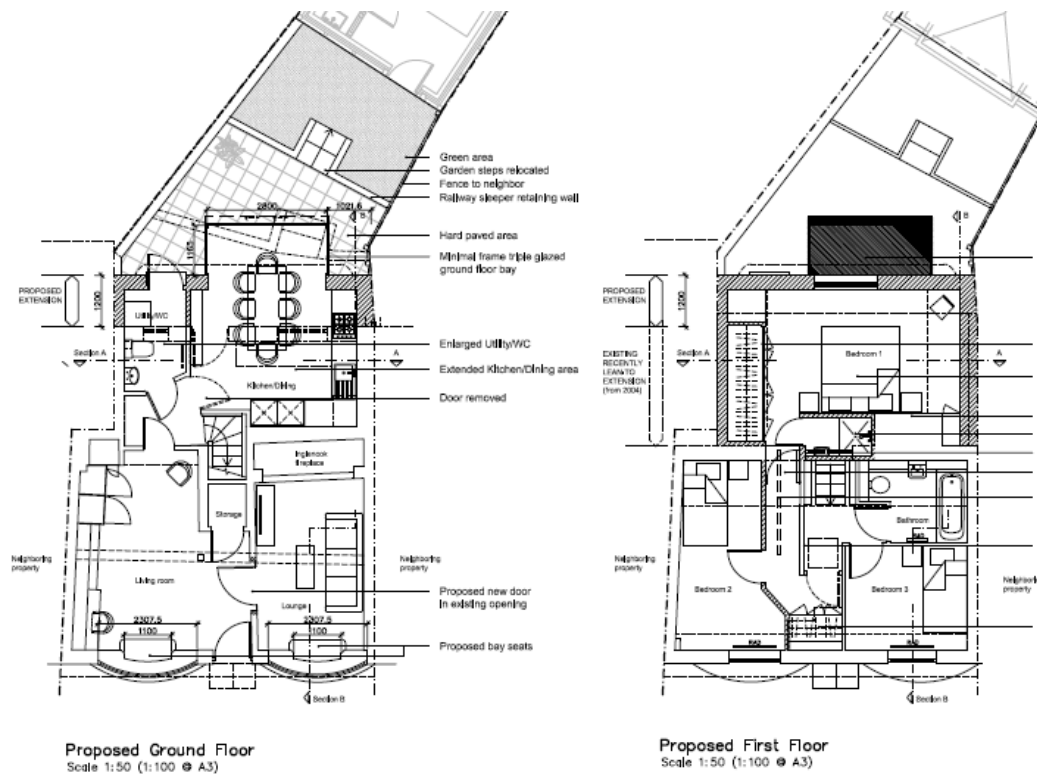 Green area
Garden steps relocated
Fence to neighbor
Railway sleeper retaining wall
2800
1021.6
B
Hard paved area
1103
Minimal frame triple glazed
ground floor bay
PROPOSED
EXTENSION
1200
Utility/WC
Enlarged Utility/WC
Section A
A
Extended Kitchen/Dining area
Kitchen/Dining
Door removed
Inglenook
fireplace
Storage
Neighboring
property
Neighboring
property
Living room
Proposed new door
in existing opening
Lounge
2307.5
1100
2307.5
1100
Proposed bay seats
Section B
Proposed Ground Floor
Scale 1:50 (1:100 @ A3)
B
PROPOSED
EXTENSION
1200
Section A
A
EXISTING
RECENTLY
LEAN-TO
EXTENSION
(from 2004)
Bedroom 1
Bathroom
Neighboring
property
Bedroom 2
Bedroom 3
Section B
Proposed First Floor
Scale 1:50 (1:100 @ A3)